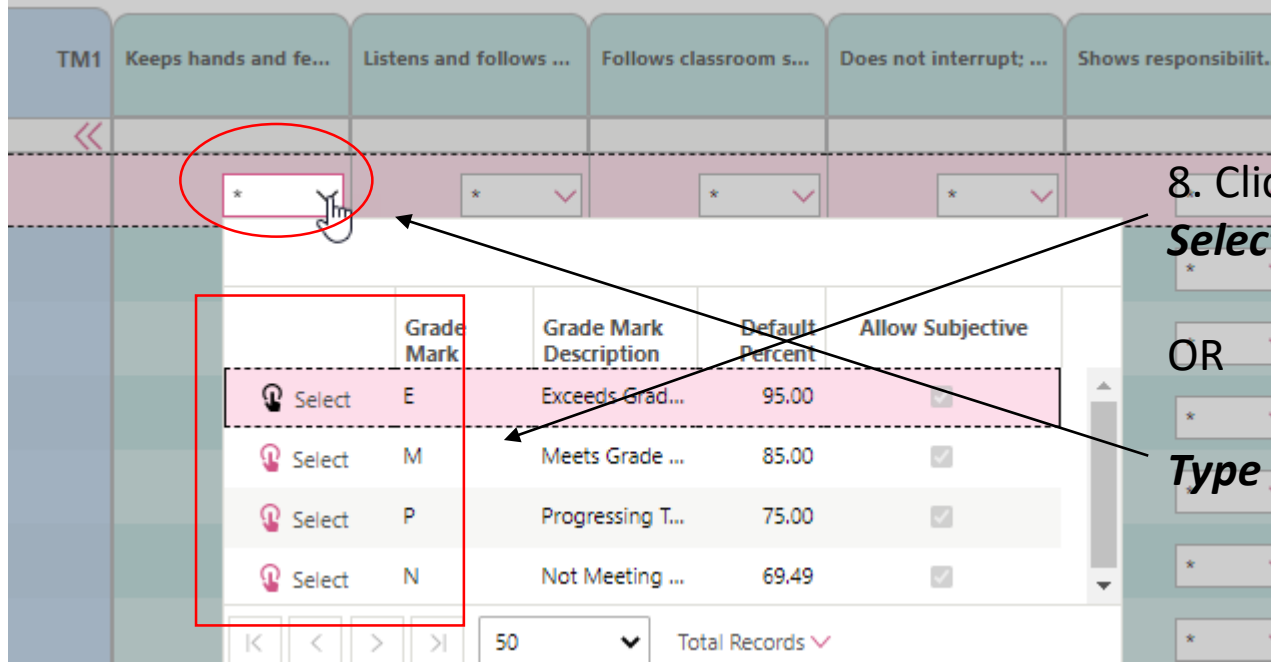 TM1 Keeps hands and fe... Listens and follows ... Follows classroom s... Does not interrupt; ... Shows responsibilit.
* * * * 8. Clic
Selec
*
Grade Mark Grade Mark Description Default Percent Allow Subjective
OR
Select E Exceeds Grad... 95.00
*
Select M Meets Grade ... 85.00
Type
Select P Progressing T... 75.00
Select N Not Meeting ... 69.49
*
50 Total Records
*